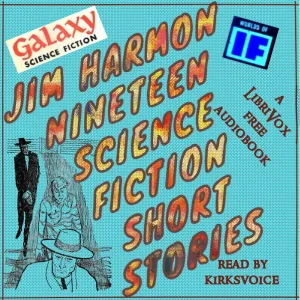 Galaxy
SCIENCE FICTION
WORLDS OF
IF
JIM HARMON
NINETEEN
SCIENCE
FICTION
SHORT
STORIES
A
LIBRIVOX
FREE
AUDIOBOOK
READ BY
KIRKSVOICE